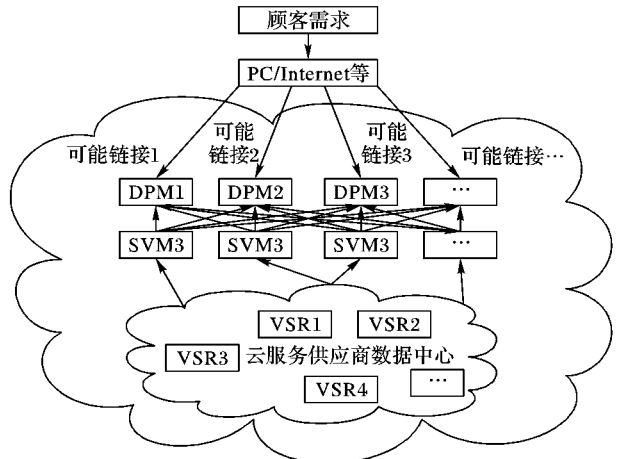 顾客需求
PC/Internet等
可能链接1
可能
链接2
可能
链接3
可能链接…
DPM1 DPM2 DPM3 …
SVM3 SVM3 SVM3 …
VSR1 VSR2
VSR3 云服务供应商数据中心
VSR4 …